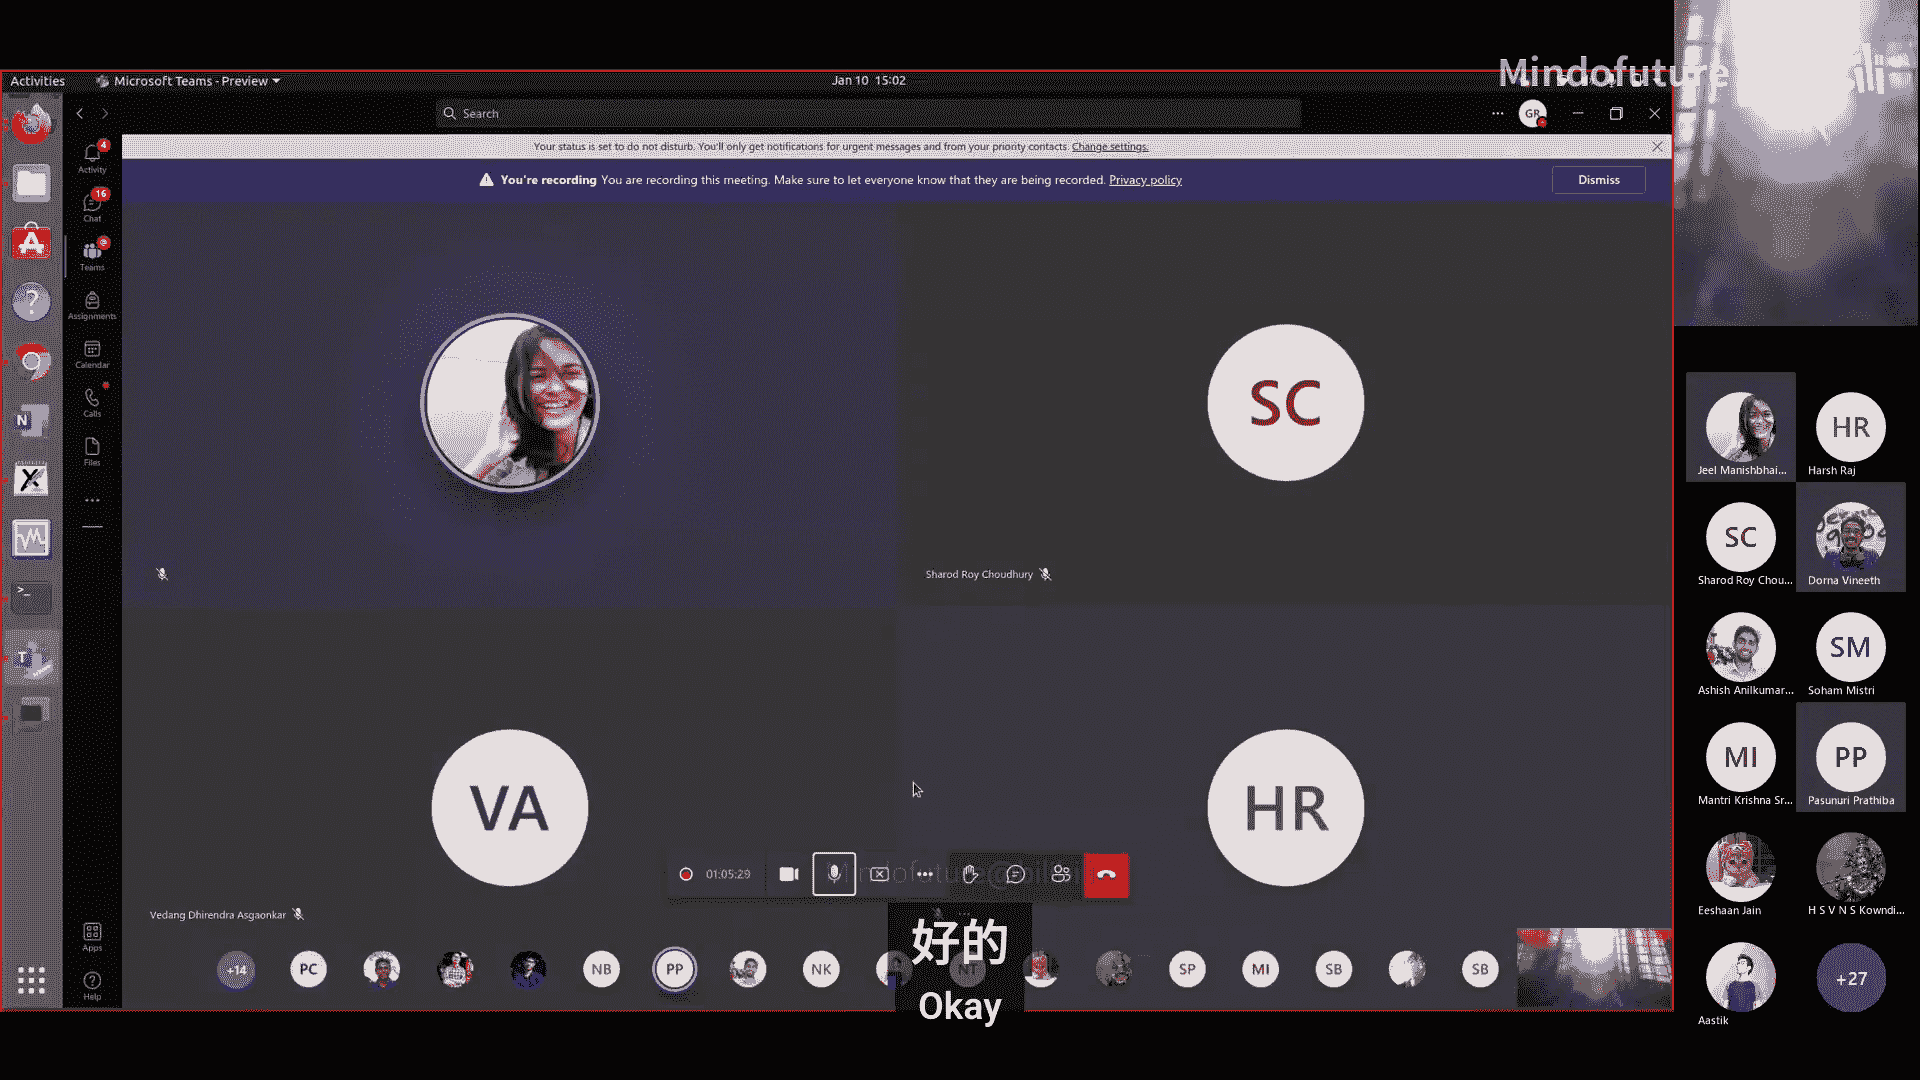 Mindofuture
Activities
Microsoft Teams - Preview
Jan 10 15:02
Search
GR
Your status is set to do not disturb. You'll only get notifications for urgent messages and from your priority contacts. Change settings.
You're recording You are recording this meeting. Make sure to let everyone know that they are being recorded. Privacy policy
Dismiss
4
Activity
16
Chat
Teams
Assignments
Calendar
Calls
Files
Apps
Help
SC
Sharod Roy Choudhury
VA
HR
Vedang Dhirendra Asgaonkar
01:05:29
+14
PC
NB
PP
NK
NT
SP
MI
SB
SB
好的
Okay
Jeel Manishbhai...
HR
Harsh Raj
SC
Sharod Roy Chou...
Dorna Vineeth
Ashish Anilkumar...
SM
Soham Mistri
MI
Mantri Krishna Sr...
PP
Pasunuri Prathiba
Eeshaan Jain
H S V N S Kowndi...
Aastik
+27